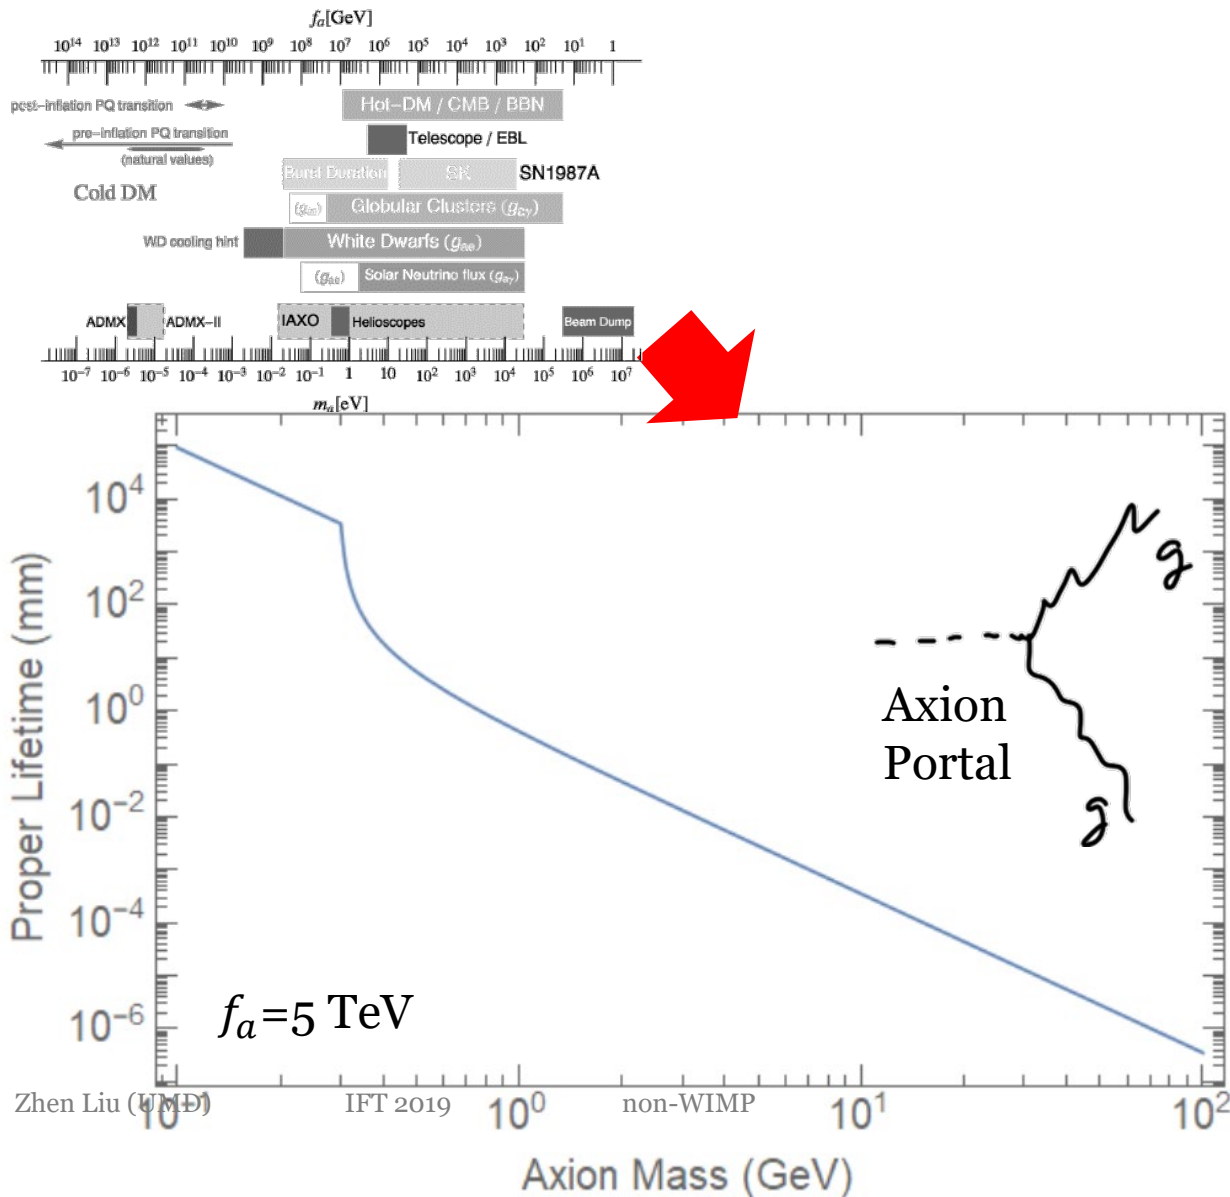 f_a[GeV]
10^14 10^13 10^12 10^11 10^10 10^9 10^8 10^7 10^6 10^5 10^4 10^3 10^2 10^1 1
post-inflation PQ transition
Hot-DM / CMB / BBN
pre-inflation PQ transition
(natural values)
Telescope / EBL
Cold DM
Burst Duration SK SN1987A
(g_ae) Globular Clusters (g_aγ)
WD cooling hint White Dwarfs (g_ae)
(g_ae) Solar Neutrino flux (g_aγ)
ADMX ADMX-II IAXO Helioscopes Beam Dump
10^-7 10^-6 10^-5 10^-4 10^-3 10^-2 10^-1 1 10 10^2 10^3 10^4 10^5 10^6 10^7
m_a[eV]
Proper Lifetime (mm)
10^4
10^2
10^0
10^-2
10^-4
10^-6
g
Axion
Portal
g
f_a=5 TeV
Zhen Liu (UMD) IFT 2019 non-WIMP
10^-1 10^0 10^1 10^2
Axion Mass (GeV)